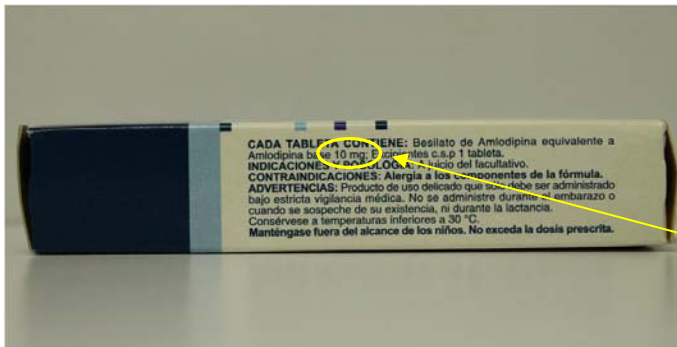 CADA TABLETA CONTIENE: Besilato de Amlodipina equivalente a
Amlodipina base 10 mg; Excipientes c.s.p 1 tableta.
INDICACIONES Y POSOLOGÍA: A juicio del facultativo.
CONTRAINDICACIONES: Alergia a los componentes de la fórmula.
ADVERTENCIAS: Producto de uso delicado que solo debe ser administrado
bajo estricta vigilancia médica. No se administre durante el embarazo o
cuando se sospeche de su existencia, ni durante la lactancia.
Consérvese a temperaturas inferiores a 30 °C.
Manténgase fuera del alcance de los niños. No exceda la dosis prescrita.